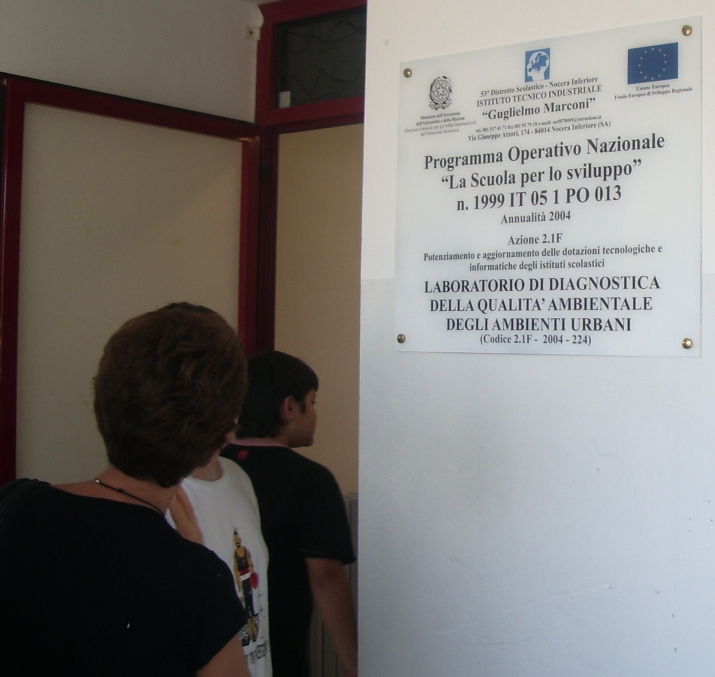 53° Distretto Scolastico - Nocera Inferiore
ISTITUTO TECNICO INDUSTRIALE
"Guglielmo Marconi"
Via Giuseppe Atzori, 174 - 84014 Nocera Inferiore (SA)
Ministero dell'Istruzione
dell'Università e della Ricerca
Unione Europea
Fondo Europeo di Sviluppo Regionale
Programma Operativo Nazionale
"La Scuola per lo sviluppo"
n. 1999 IT 05 1 PO 013
Annualità 2004
Azione 2.1F
Potenziamento e aggiornamento delle dotazioni tecnologiche e
informatiche degli istituti scolastici
LABORATORIO DI DIAGNOSTICA
DELLA QUALITA' AMBIENTALE
DEGLI AMBIENTI URBANI
(Codice 2.1F - 2004 -224)